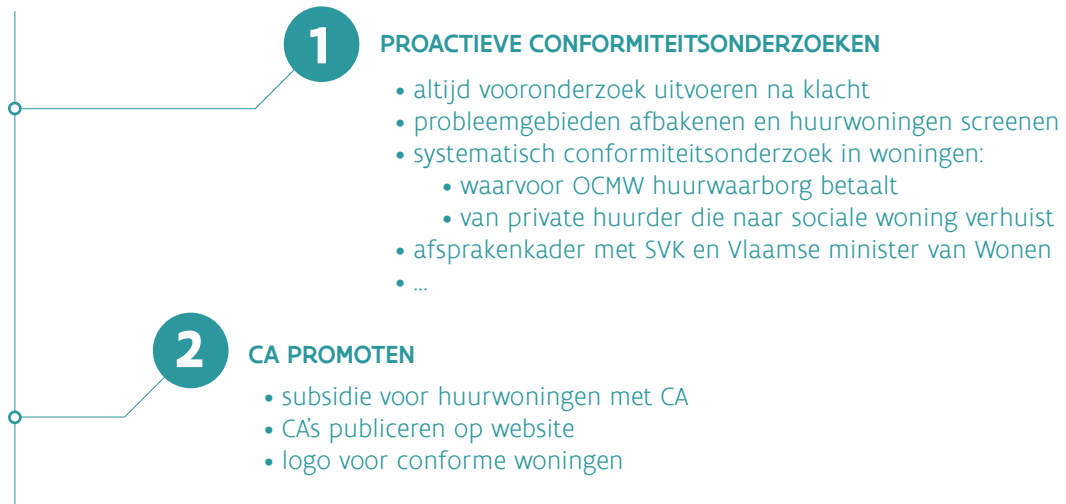 1
PROACTIEVE CONFORMITEITSONDERZOEKEN
• altijd vooronderzoek uitvoeren na klacht
• probleemgebieden afbakenen en huurwoningen screenen
• systematisch conformiteitsonderzoek in woningen:
• waarvoor OCMW huurwaarborg betaalt
• van private huurder die naar sociale woning verhuist
• afsprakenkader met SVK en Vlaamse minister van Wonen
• ...
2
CA PROMOTEN
• subsidie voor huurwoningen met CA
• CA's publiceren op website
• logo voor conforme woningen